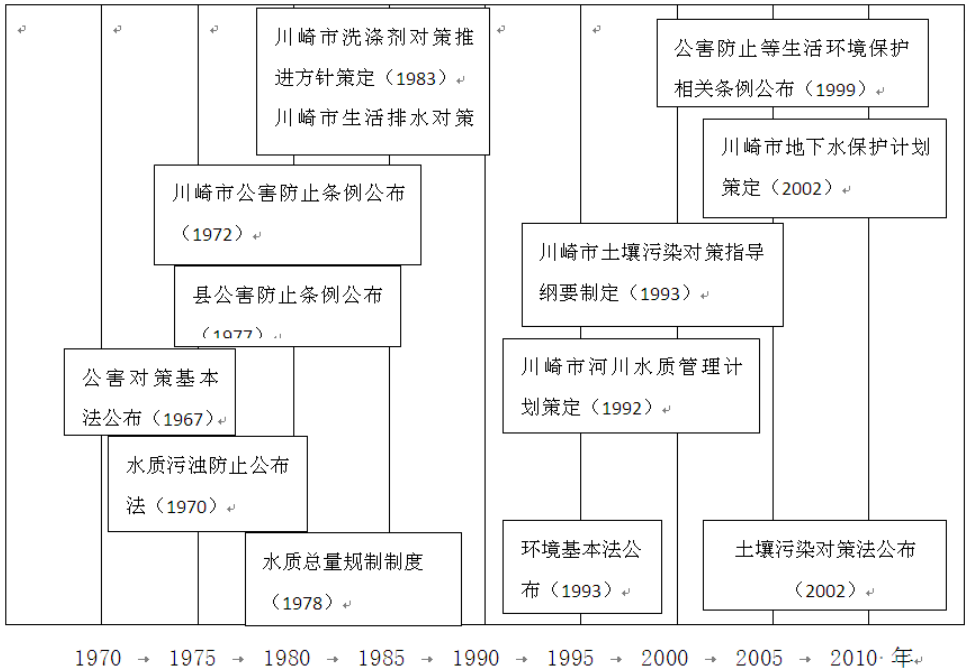 川崎市洗涤剂对策推
进方针策定（1983）
川崎市生活排水对策
公害防止等生活环境保护
相关条例公布（1999）
川崎市地下水保护计划
策定（2002）
川崎市公害防止条例公布
（1972）
川崎市土壤污染对策指导
纲要制定（1993）
县公害防止条例公布
（1977）
川崎市河川水质管理计
划策定（1992）
公害对策基本
法公布（1967）
水质污浊防止公布
法（1970）
水质总量规制制度
（1978）
环境基本法公
布（1993）
土壤污染对策法公布
（2002）
1970 → 1975 → 1980 → 1985 → 1990 → 1995 → 2000 → 2005 → 2010 年